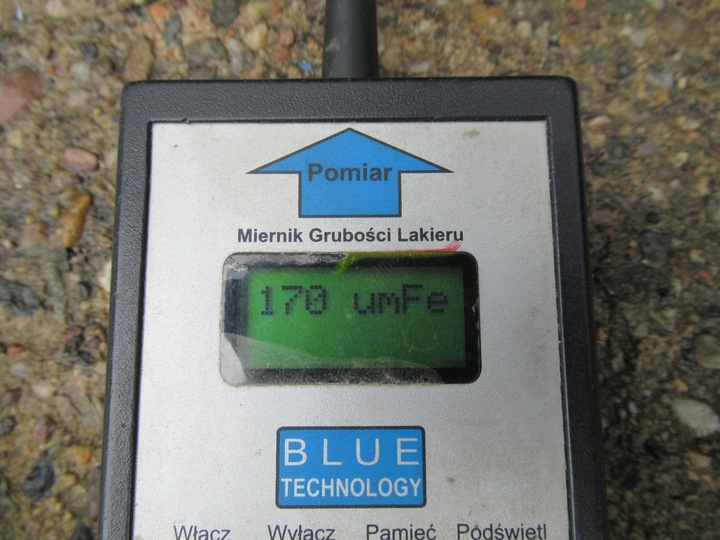 Pomiar
Miernik Grubości Lakieru
170 umFe
BLUE
TECHNOLOGY
Włącz Wyłącz Pamięć Podświetl